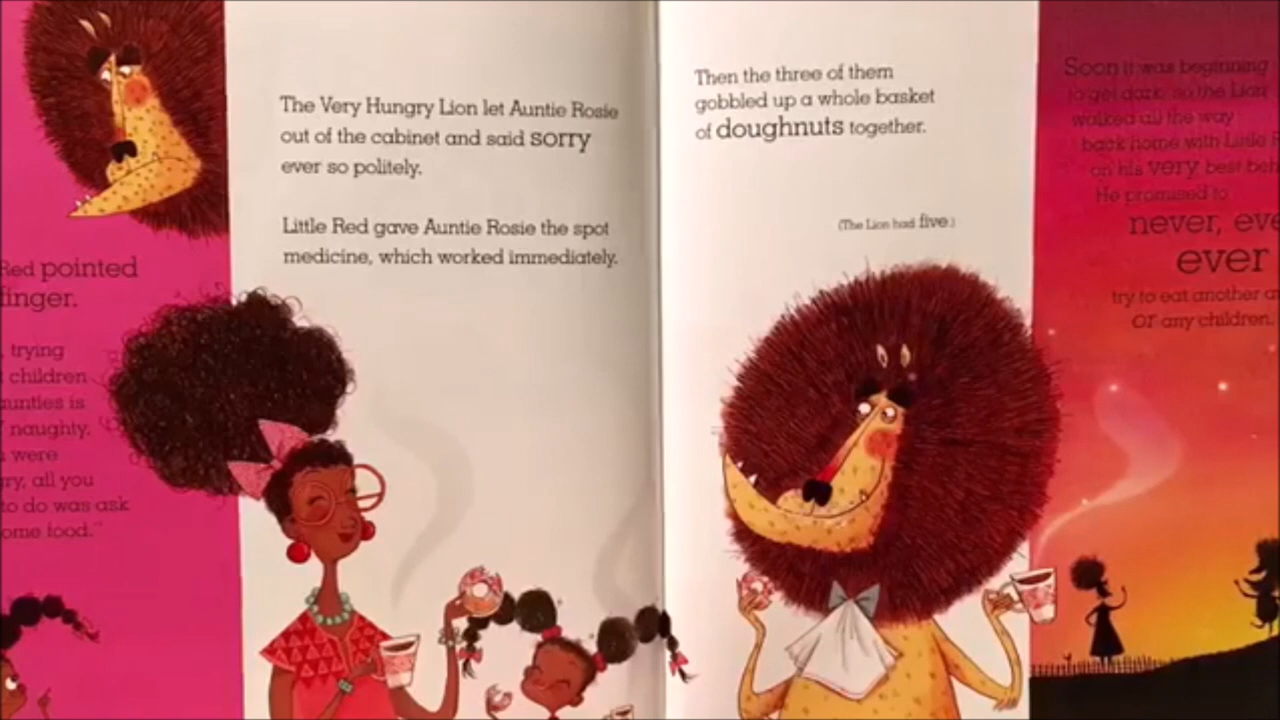 Red pointed
finger.
, trying
children
aunties is
naughty.
were
ry, all you
to do was ask
ome food."
The Very Hungry Lion let Auntie Rosie
out of the cabinet and said sorry
ever so politely.
Little Red gave Auntie Rosie the spot
medicine, which worked immediately.
Then the three of them
gobbled up a whole basket
of doughnuts together.
(The Lion had five.)
Soon it was beginning
to get dark, so the Lion
walked all the way
back home with Little
on his very best beh
He promised to
never, eve
ever
try to eat another a
or any children.